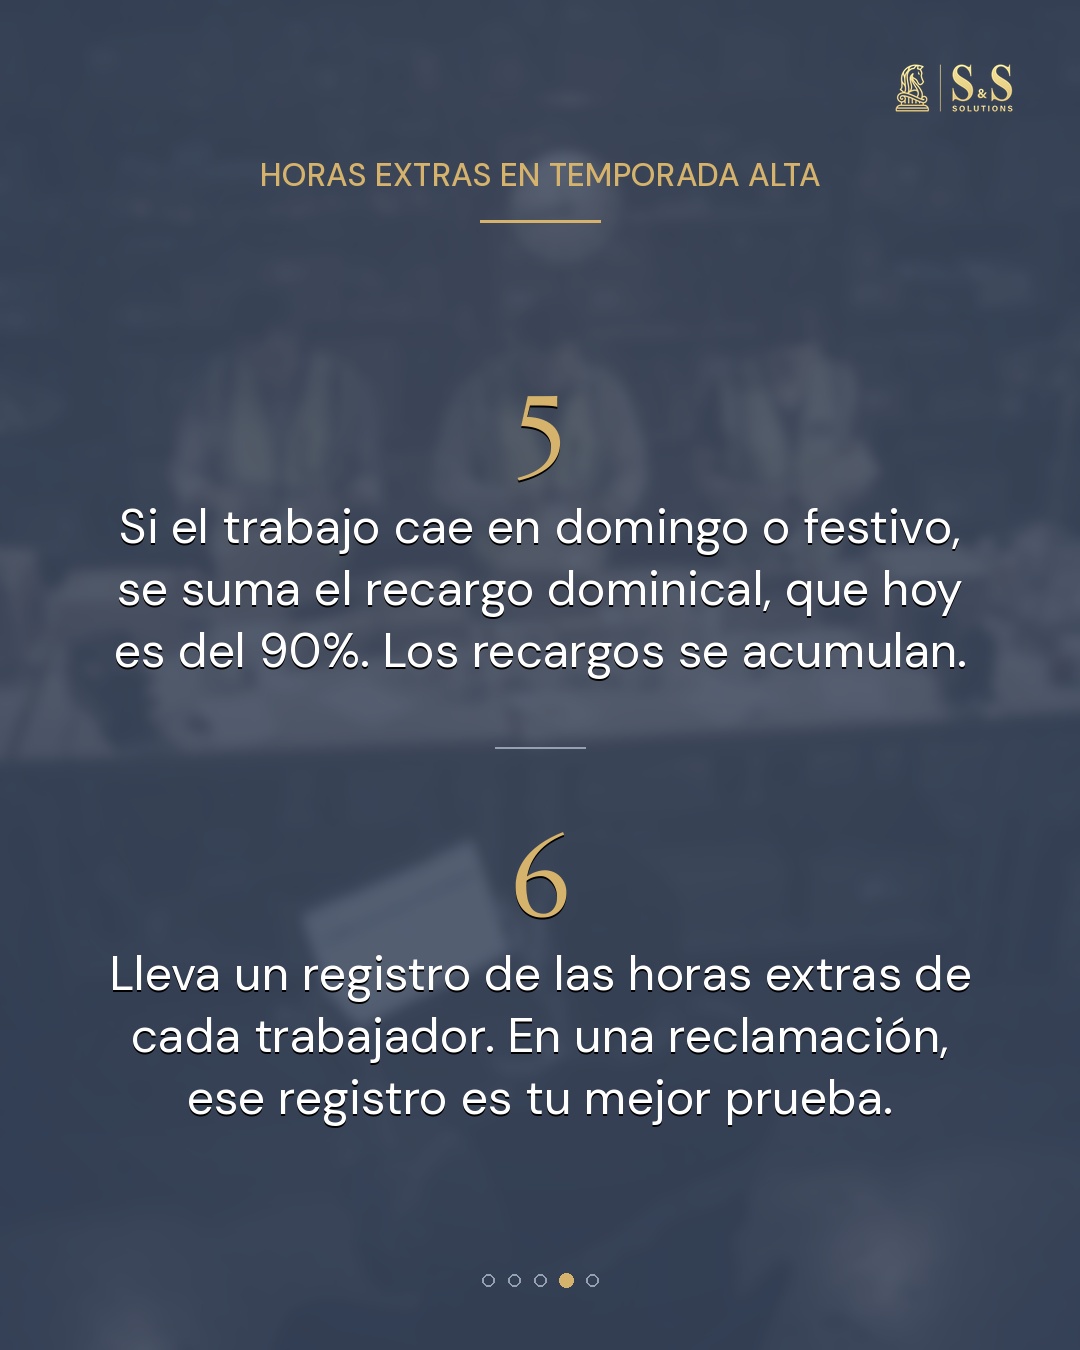 S&S
SOLUTIONS
HORAS EXTRAS EN TEMPORADA ALTA
5
Si el trabajo cae en domingo o festivo,
se suma el recargo dominical, que hoy
es del 90%. Los recargos se acumulan.
6
Lleva un registro de las horas extras de
cada trabajador. En una reclamación,
ese registro es tu mejor prueba.